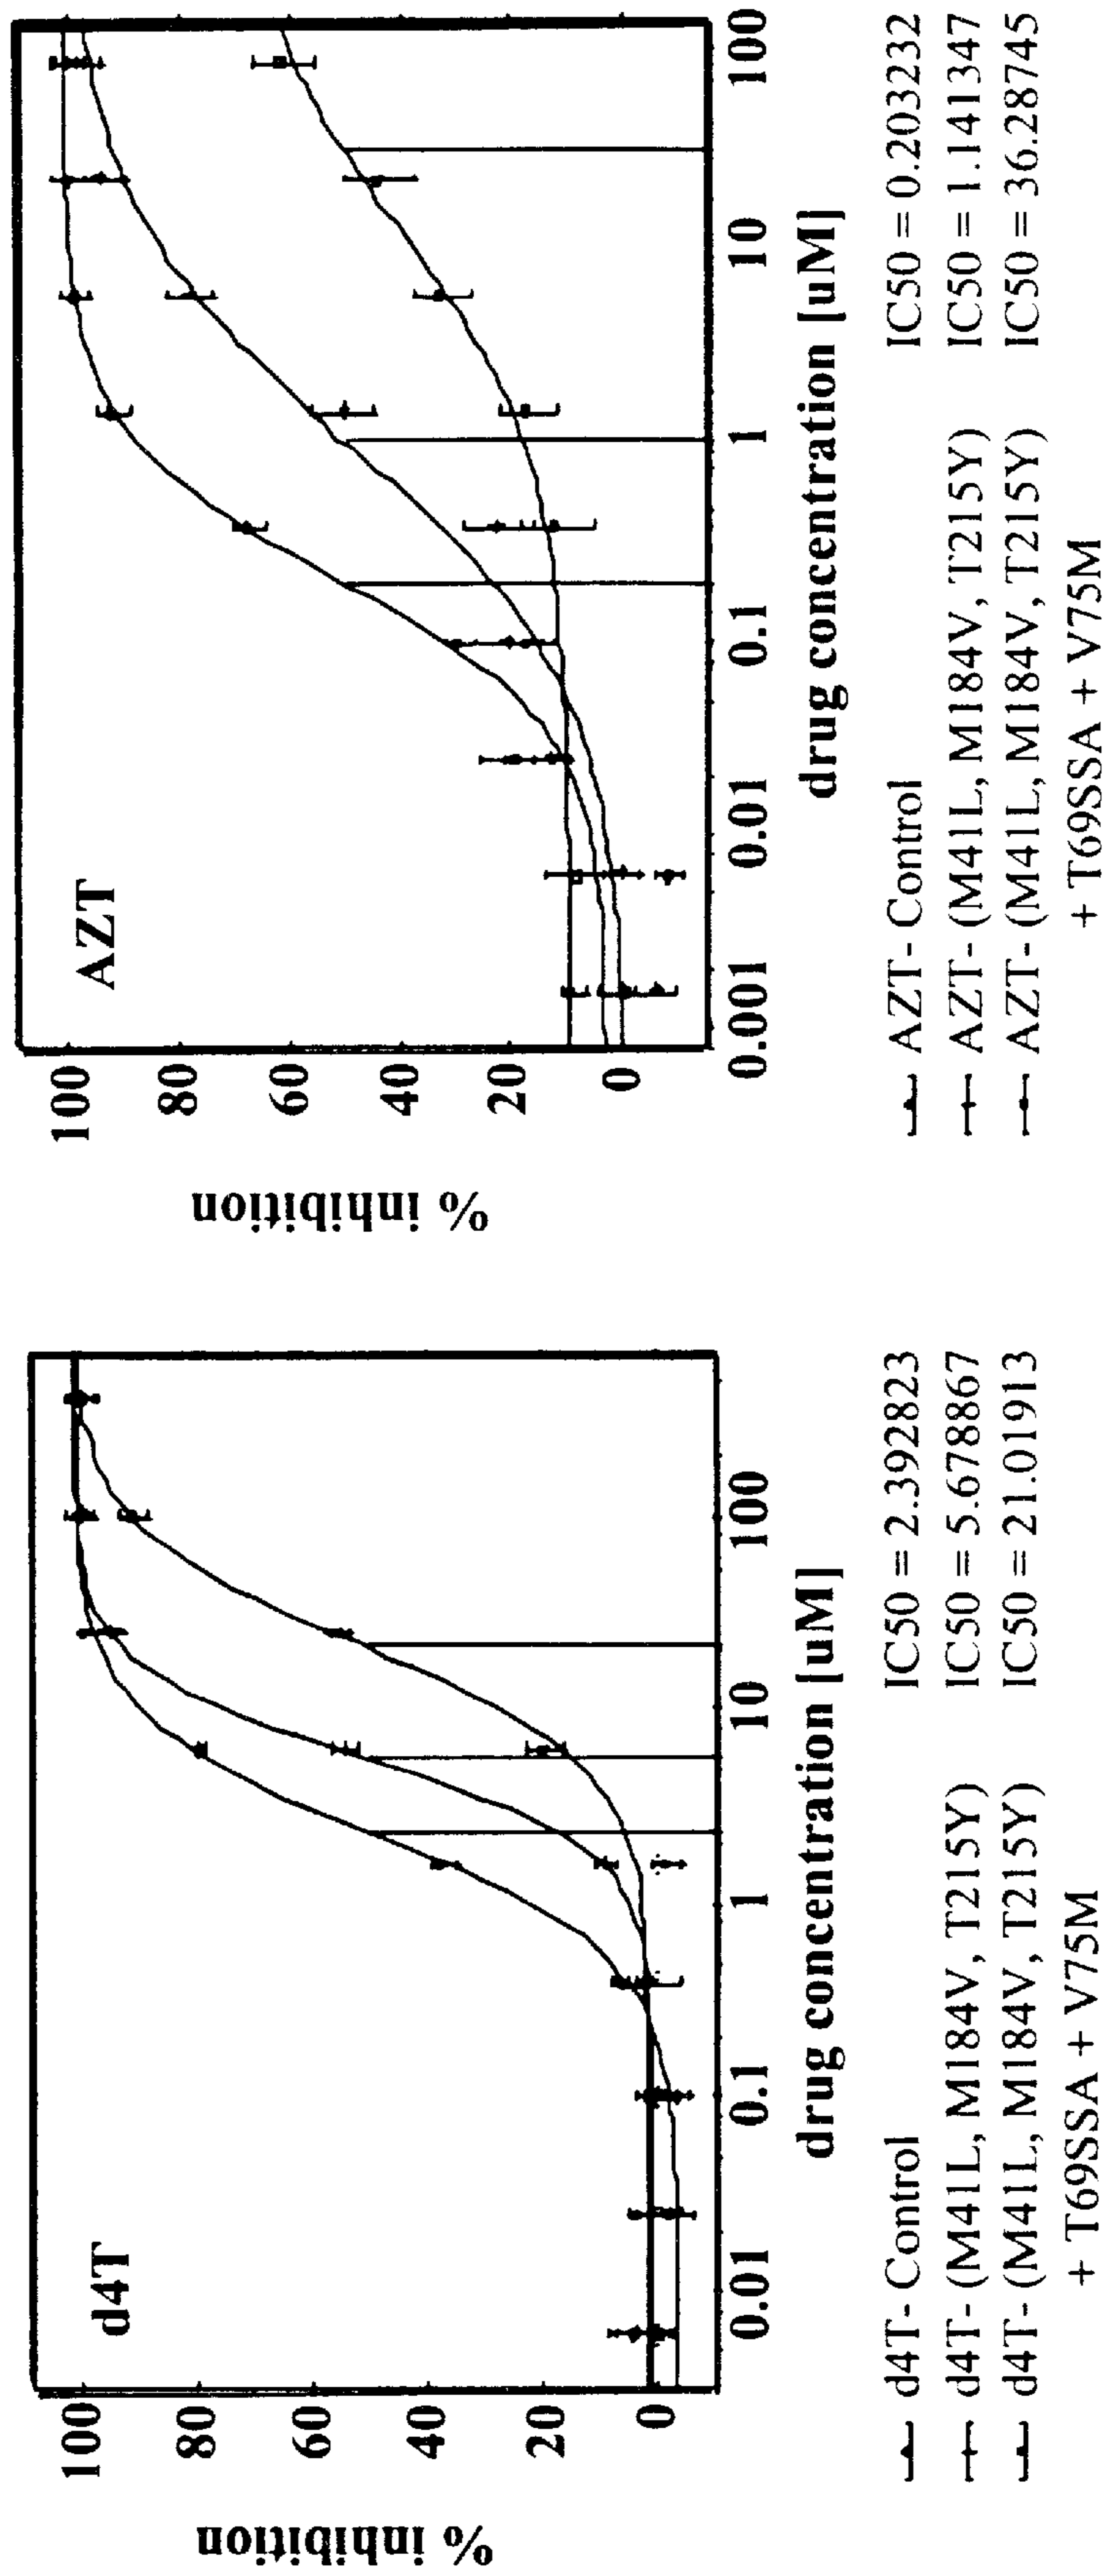 d4T
% inhibition
100
80
60
40
20
0
0.01
0.1
1
10
100
drug concentration [uM]
d4T- Control IC50 = 2.392823
d4T- (M41L, M184V, T215Y) IC50 = 5.678867
d4T- (M41L, M184V, T215Y) IC50 = 21.01913
+ T69SSA + V75M
AZT
% inhibition
100
80
60
40
20
0
0.001
0.01
0.1
1
10
100
drug concentration [uM]
AZT- Control IC50 = 0.203232
AZT- (M41L, M184V, T215Y) IC50 = 1.141347
AZT- (M41L, M184V, T215Y) IC50 = 36.28745
+ T69SSA + V75M